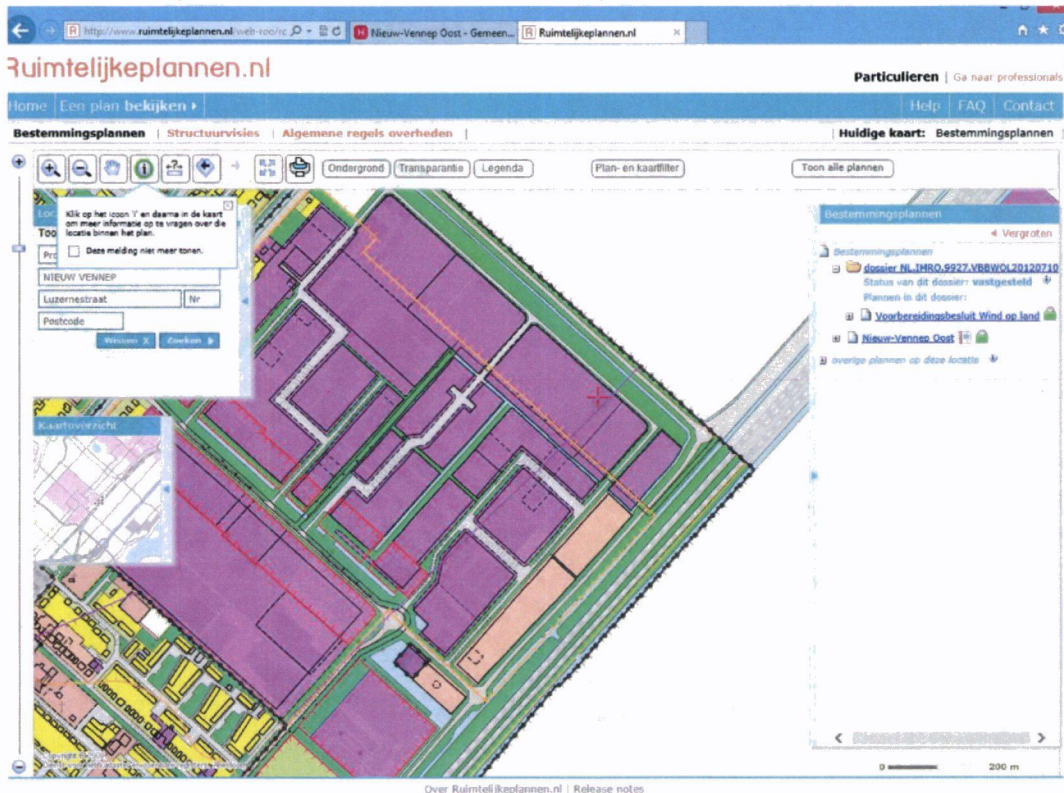 http://www.ruimtelijkeplannen.nl/web-roo/rc
Nieuw-Vennep Oost - Gemeen...
Ruimtelijkeplannen.nl
Ruimtelijkeplannen.nl
Particulieren | Ga naar professionals
Home | Een plan bekijken
Help | FAQ | Contact
Bestemmingsplannen | Structuurvisies | Algemene regels overheden |
Huidige kaart: Bestemmingsplannen
Ondergrond Transparantie Legenda Plan- en kaartfilter Toon alle plannen
Klik op het icoon 'i' en daarna in de kaart
om meer informatie op te vragen over die
locatie binnen het plan.
Deze melding niet meer tonen.
NIEUW VENNEP
Luzernestraat Nr
Postcode
Wissen X Zoeken
Kaartoverzicht
Bestemmingsplannen
Vergroten
Bestemmingsplannen
dossier NL.IMRO.9927.VBBWOL20120710
Status van dit dossier: vastgesteld
Plannen in dit dossier:
Voorbereidingsbesluit Wind op land
Nieuw-Vennep Oost
overige plannen op deze locatie
0 200 m
Over Ruimtelijkeplannen.nl | Release notes